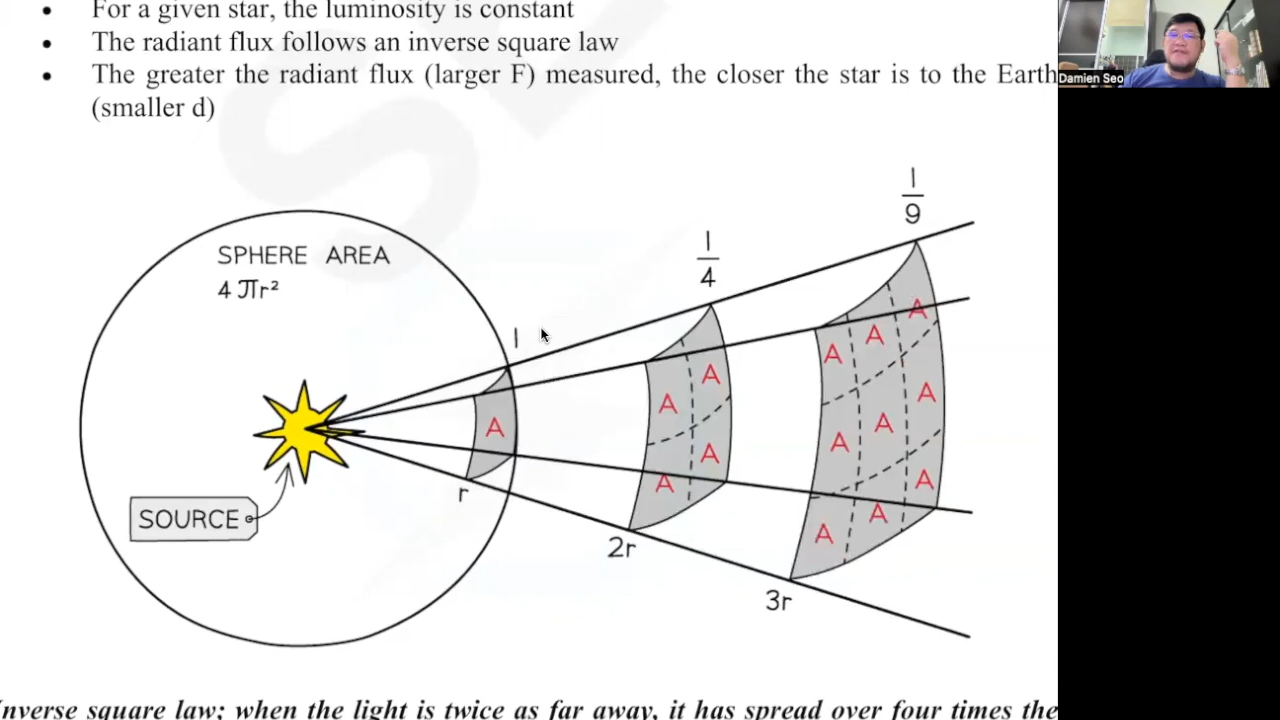 • For a given star, the luminosity is constant
• The radiant flux follows an inverse square law
• The greater the radiant flux (larger F) measured, the closer the star is to the Earth
(smaller d)
Damien Seo
1
9
1
4
SPHERE AREA
4πr²
1
A
A
A
A
A
A
A
A
A
A
A
A
A
A
r
SOURCE
2r
3r
Inverse square law; when the light is twice as far away, it has spread over four times the